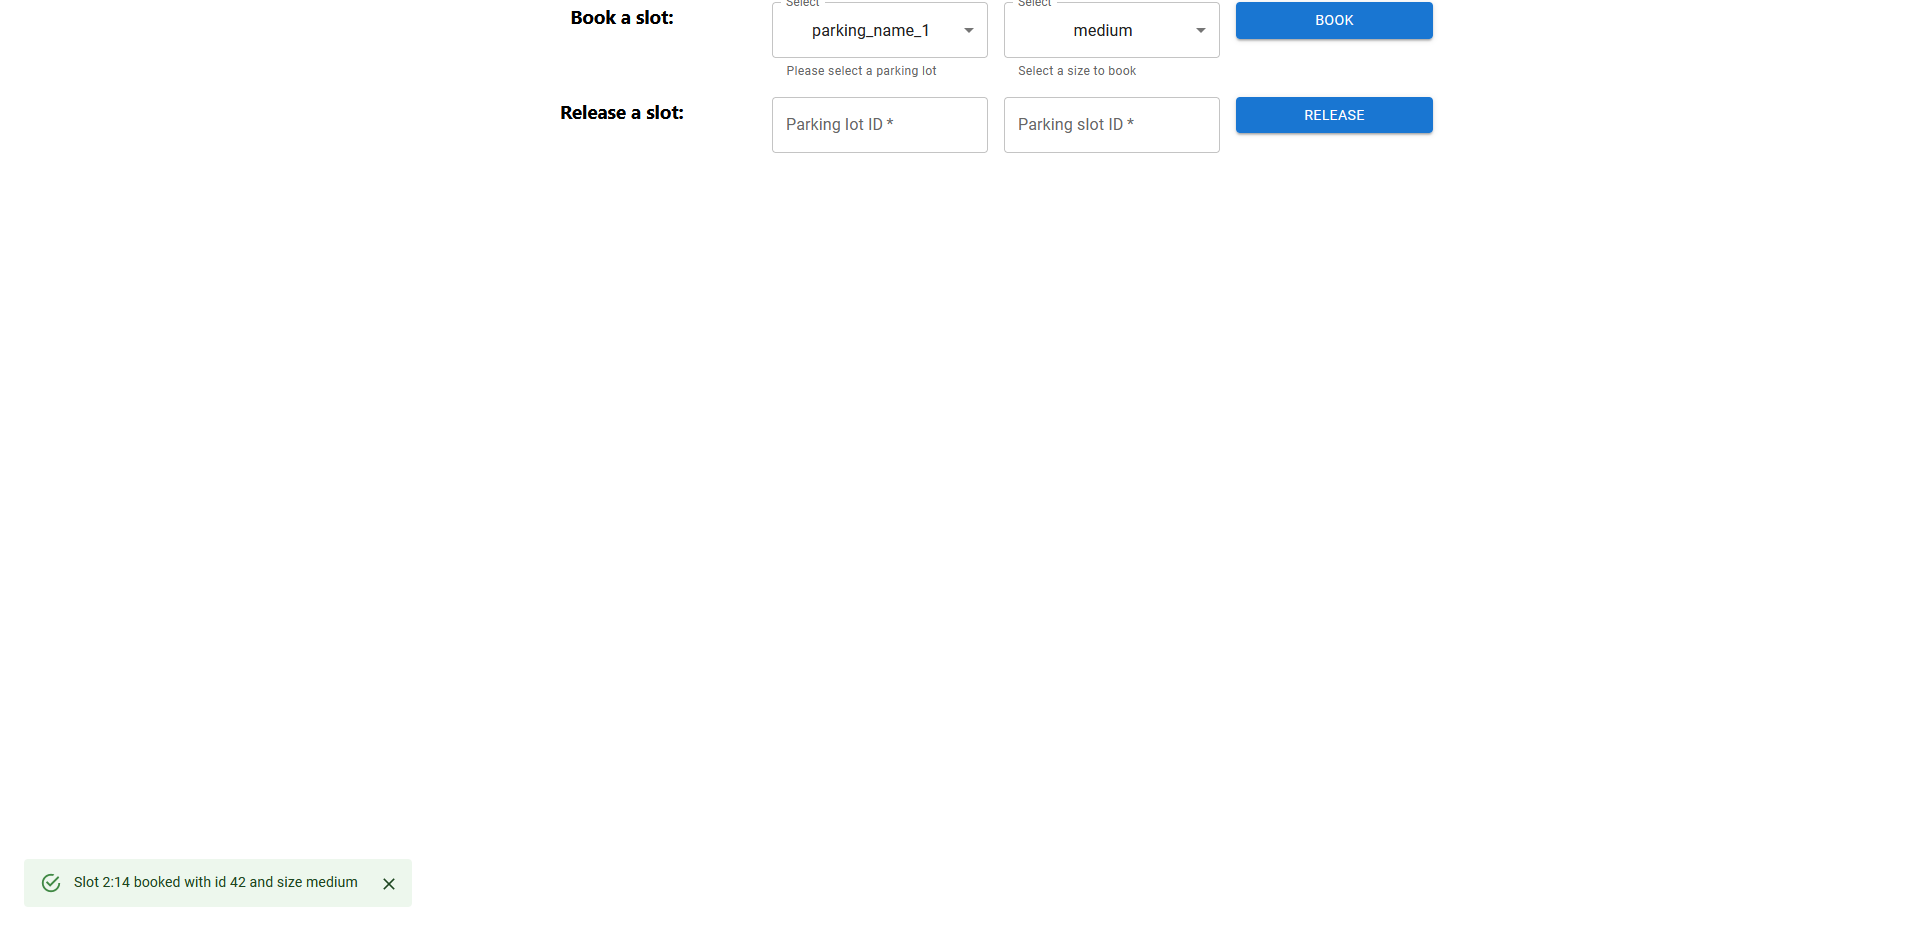 Select
Select
Book a slot:
parking_name_1
medium
BOOK
Please select a parking lot
Select a size to book
Release a slot:
Parking lot ID *
Parking slot ID *
RELEASE
Slot 2:14 booked with id 42 and size medium